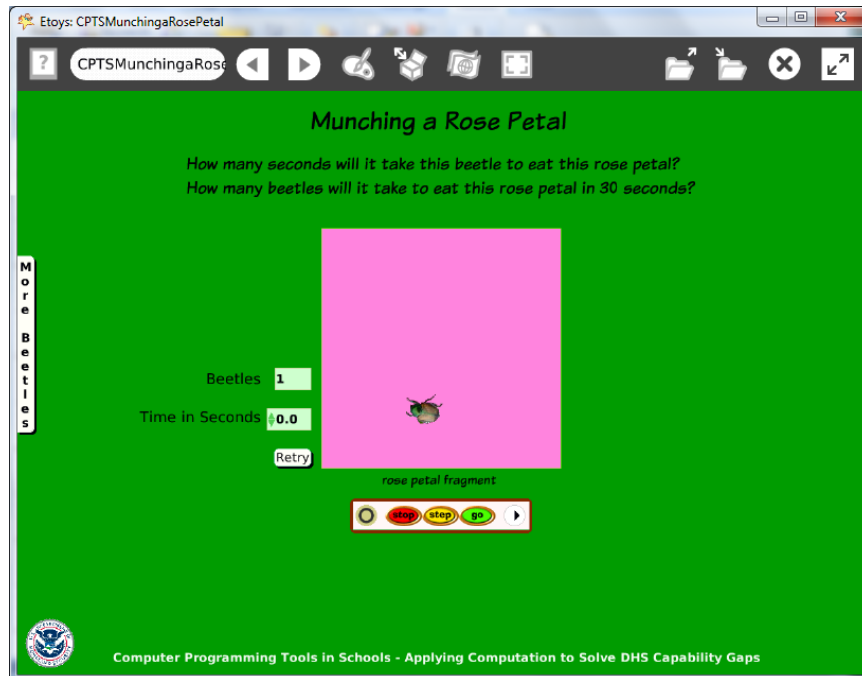 Etoys: CPTSMunchingaRosePetal
CPTSMunchingaRose
Munching a Rose Petal
How many seconds will it take this beetle to eat this rose petal?
How many beetles will it take to eat this rose petal in 30 seconds?
More Beetles
Beetles 1
Time in Seconds 0.0
Retry
rose petal fragment
stop step go
Computer Programming Tools in Schools - Applying Computation to Solve DHS Capability Gaps